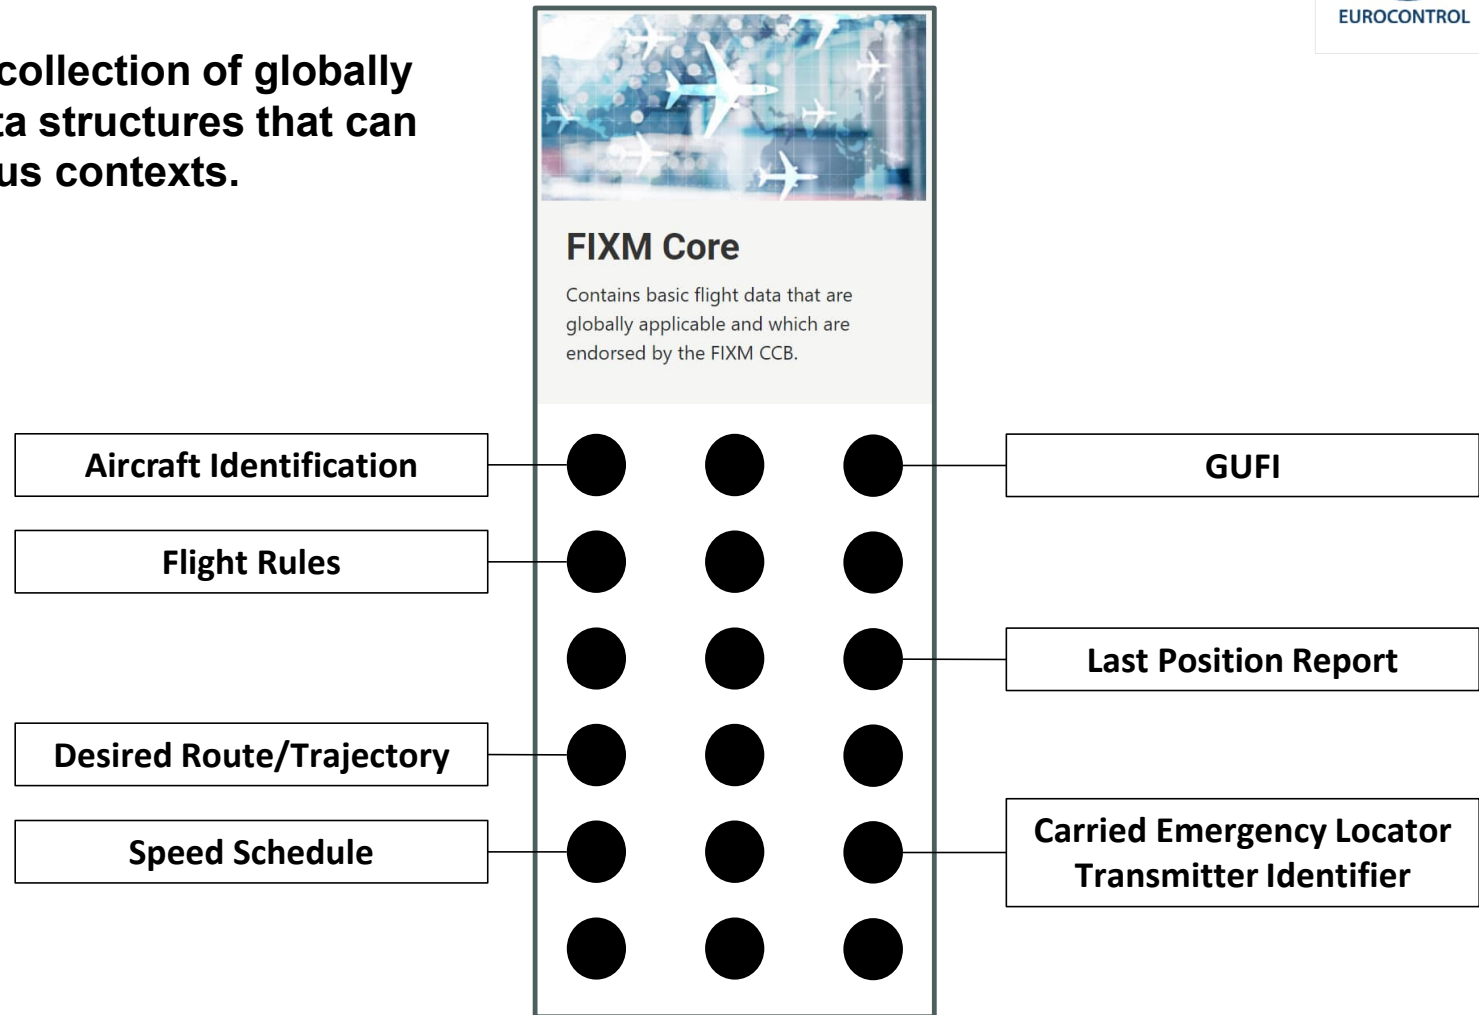 EUROCONTROL
collection of globally
ta structures that can
us contexts.
FIXM Core
Contains basic flight data that are
globally applicable and which are
endorsed by the FIXM CCB.
Aircraft Identification
GUFI
Flight Rules
Last Position Report
Desired Route/Trajectory
Speed Schedule
Carried Emergency Locator
Transmitter Identifier